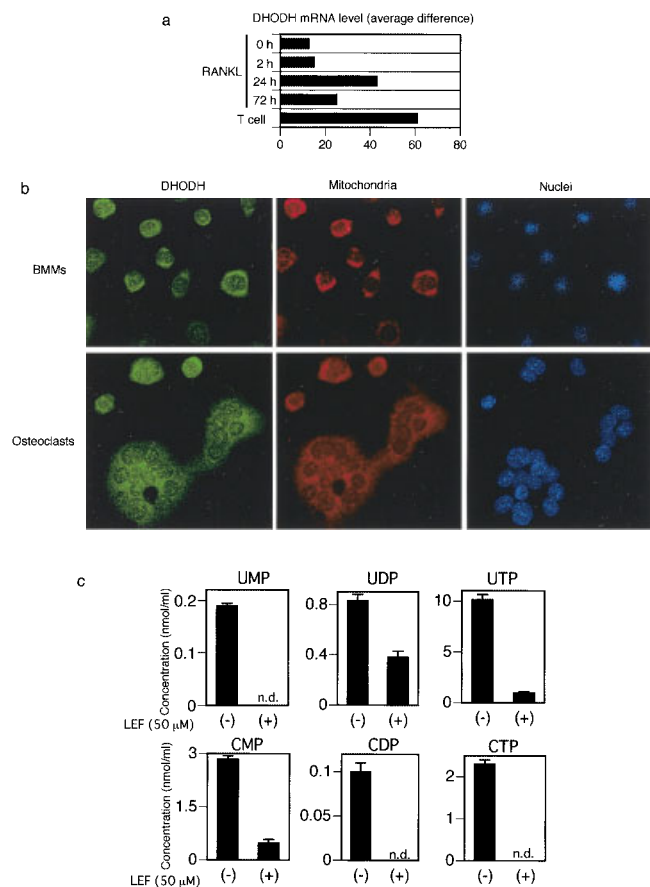 a
DHODH mRNA level (average difference)
RANKL
0 h
2 h
24 h
72 h
T cell
0 20 40 60 80
b
DHODH Mitochondria Nuclei
BMMs
Osteoclasts
c
UMP UDP UTP
Concentration (nmol/ml)
0.2 0.8 10
0.1 0.4 5
n.d.
0 0 0
LEF (50 μM) (-) (+) (-) (+) (-) (+)
CMP CDP CTP
Concentration (nmol/ml)
3 0.1 2
1.5 0.05 1
n.d. n.d.
0 0 0
LEF (50 μM) (-) (+) (-) (+) (-) (+)